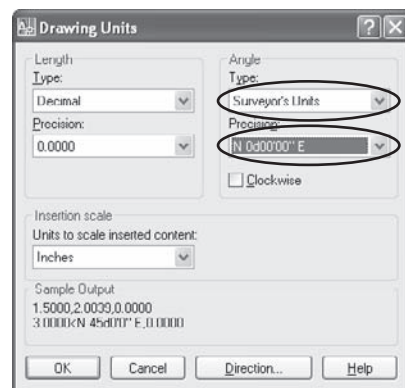 Drawing Units
Length
Type:
Decimal
Precision:
0.0000
Angle
Type:
Surveyor's Units
Precision:
N 0d00'00" E
Clockwise
Insertion scale
Units to scale inserted content:
Inches
Sample Output
1.5000,2.0039,0.0000
3.0000<N 45d0'0" E,0.0000
OK
Cancel
Direction...
Help